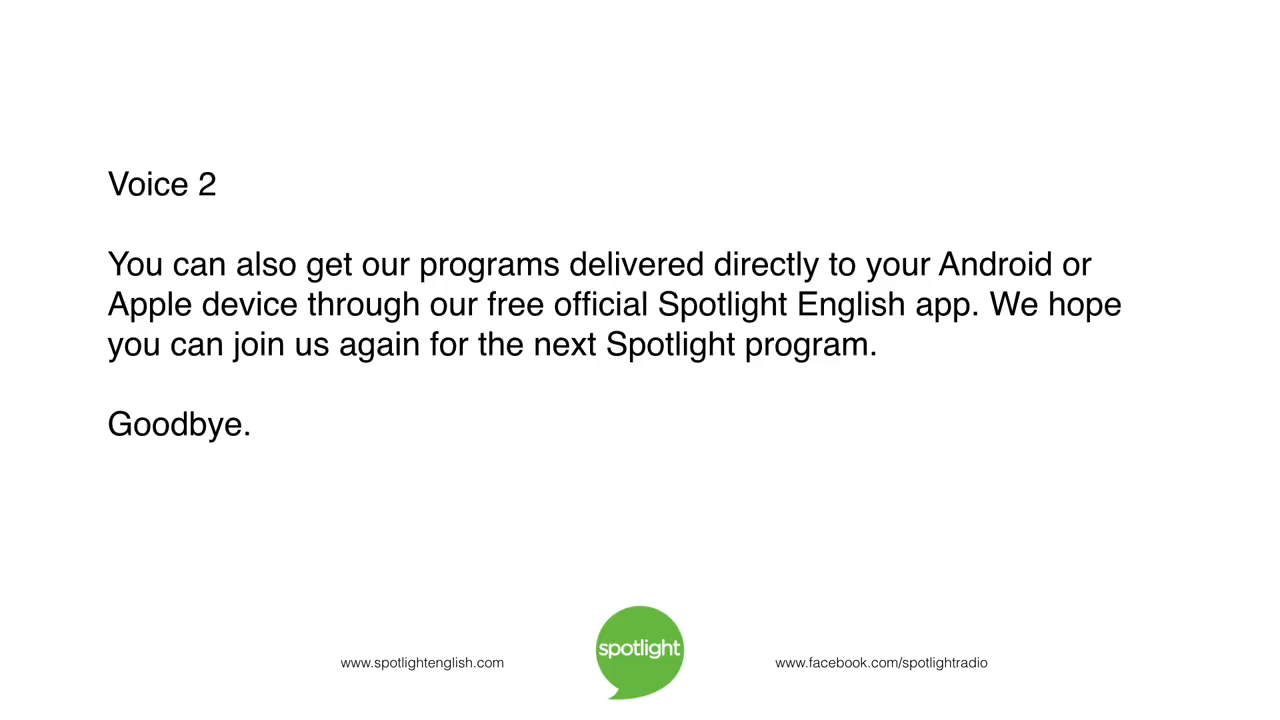 Voice 2
You can also get our programs delivered directly to your Android or
Apple device through our free official Spotlight English app. We hope
you can join us again for the next Spotlight program.
Goodbye.
www.spotlightenglish.com
spotlight
www.facebook.com/spotlightradio